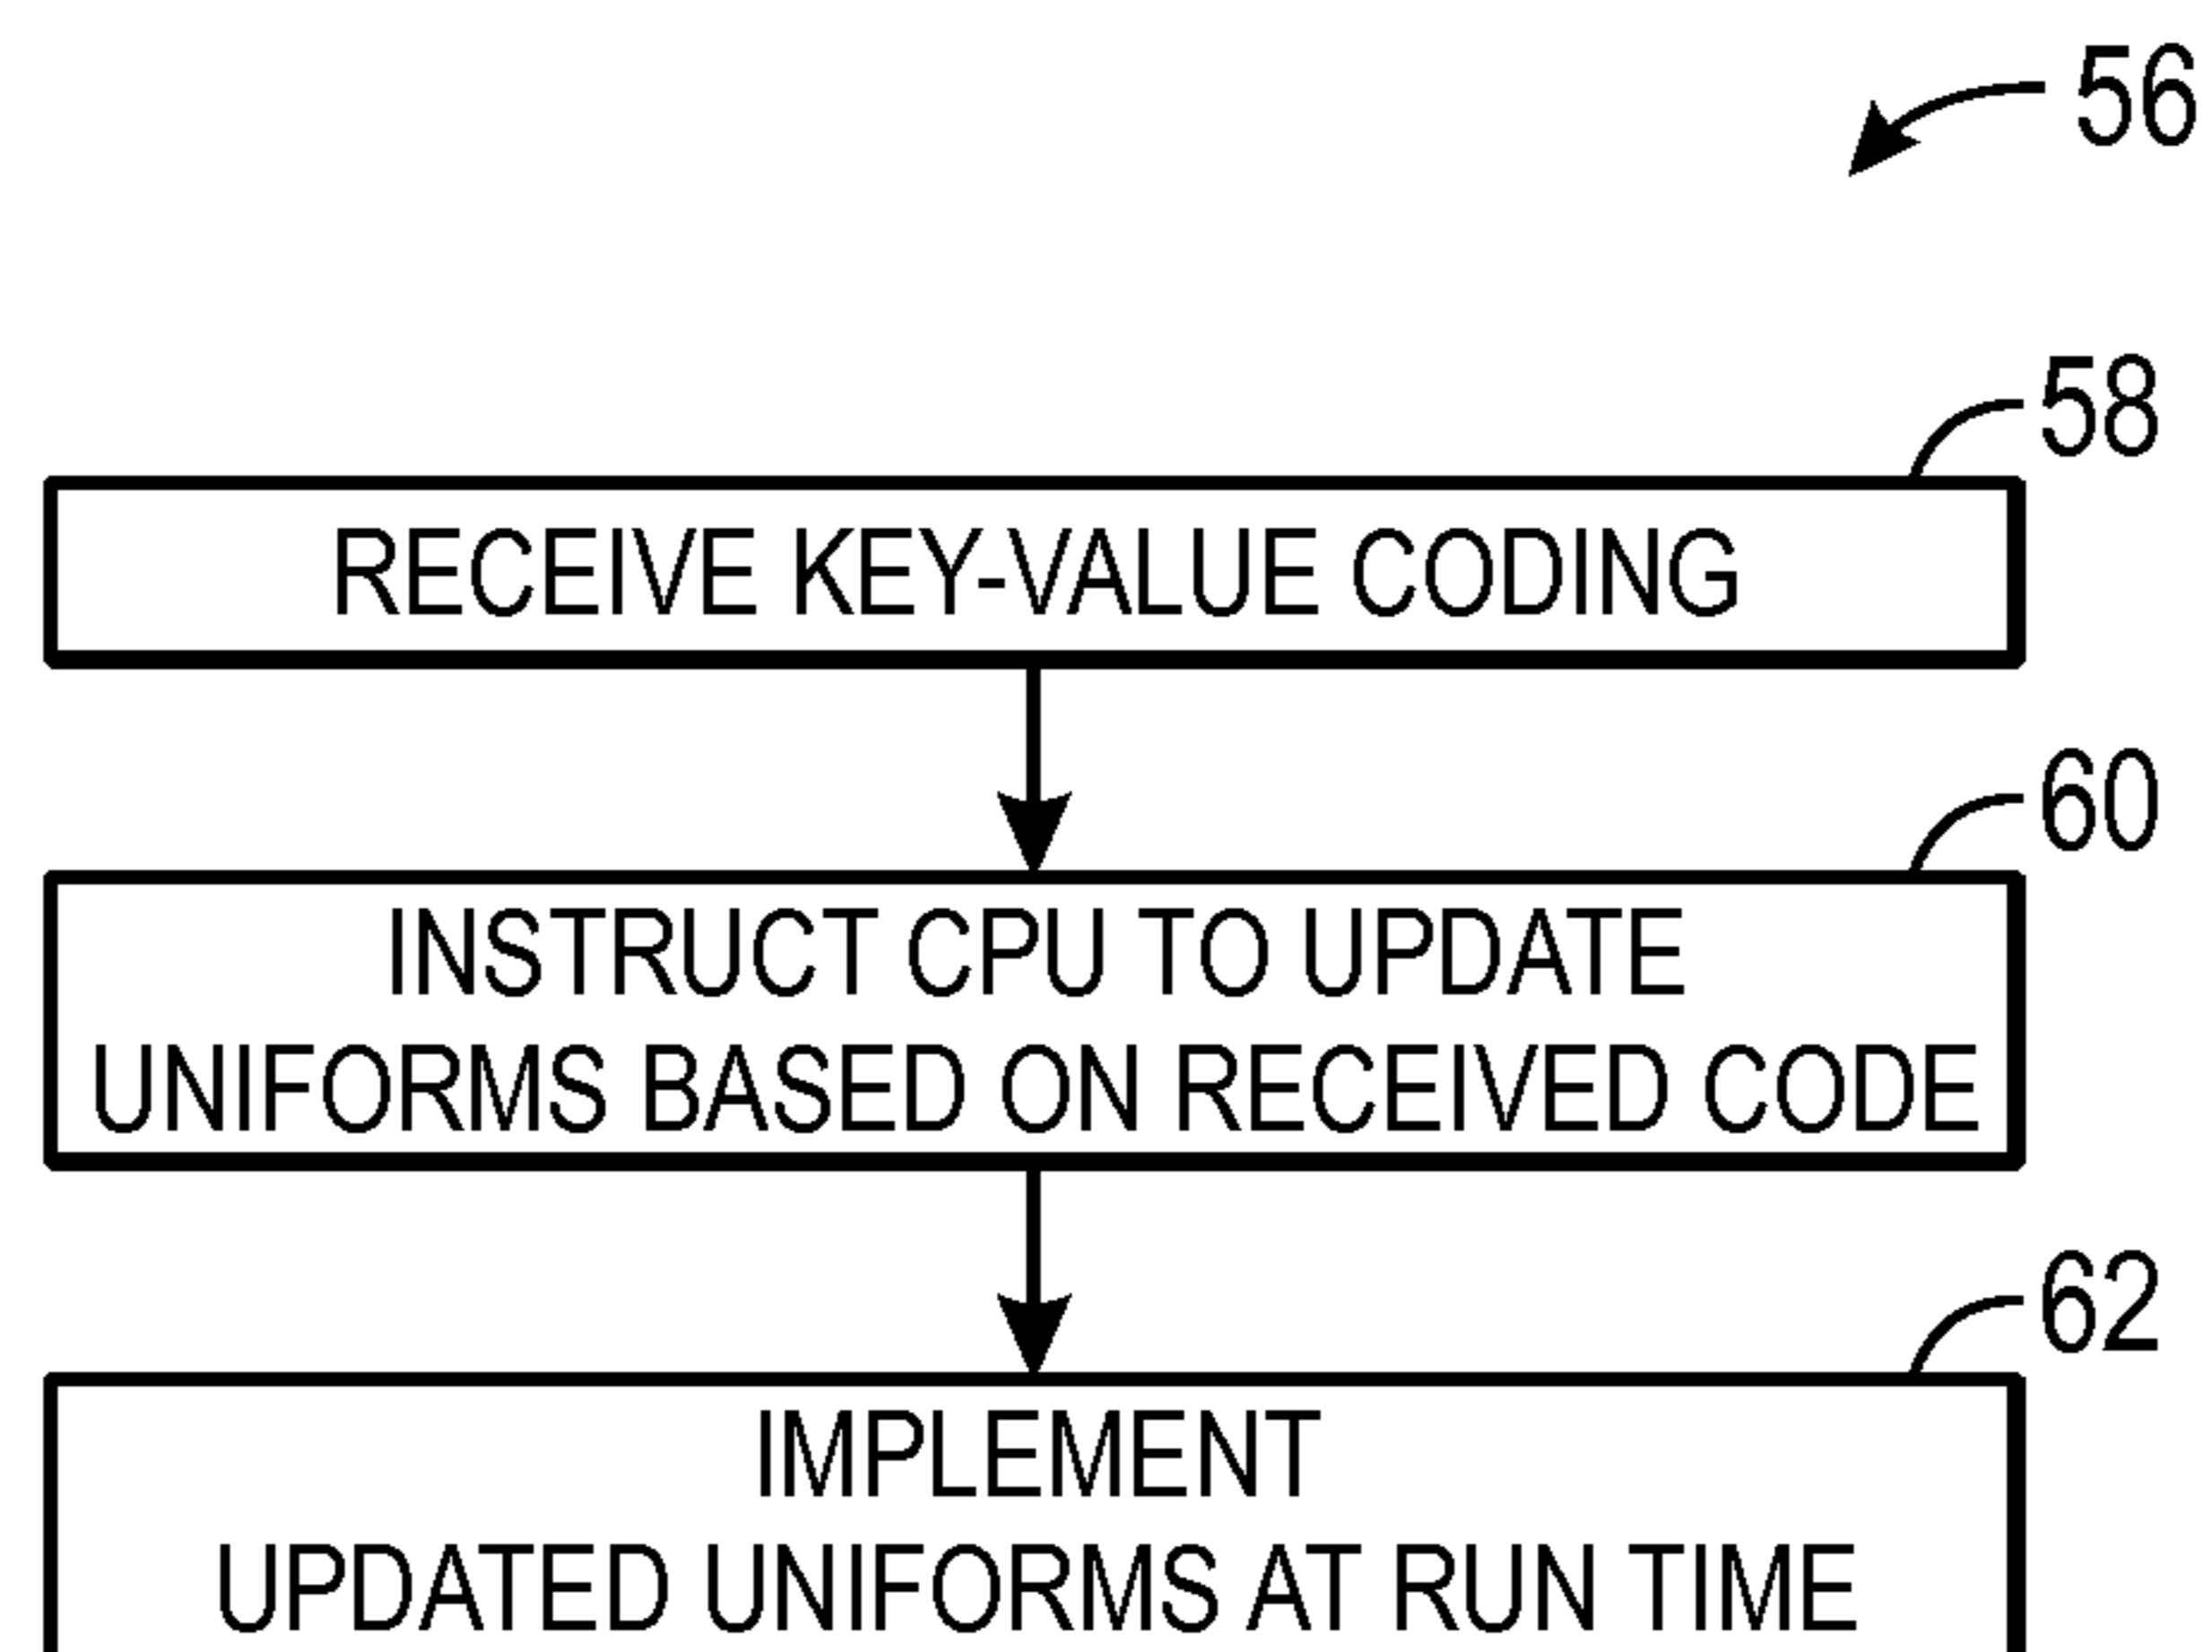 56
58
RECEIVE KEY-VALUE CODING
60
INSTRUCT CPU TO UPDATE
UNIFORMS BASED ON RECEIVED CODE
62
IMPLEMENT
UPDATED UNIFORMS AT RUN TIME